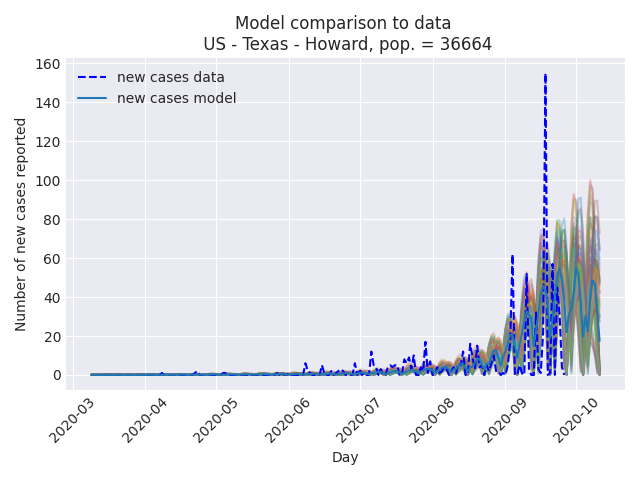 Model comparison to data
US - Texas - Howard, pop. = 36664
new cases data
new cases model
Number of new cases reported
160
140
120
100
80
60
40
20
0
2020-03
2020-04
2020-05
2020-06
2020-07
2020-08
2020-09
2020-10
Day